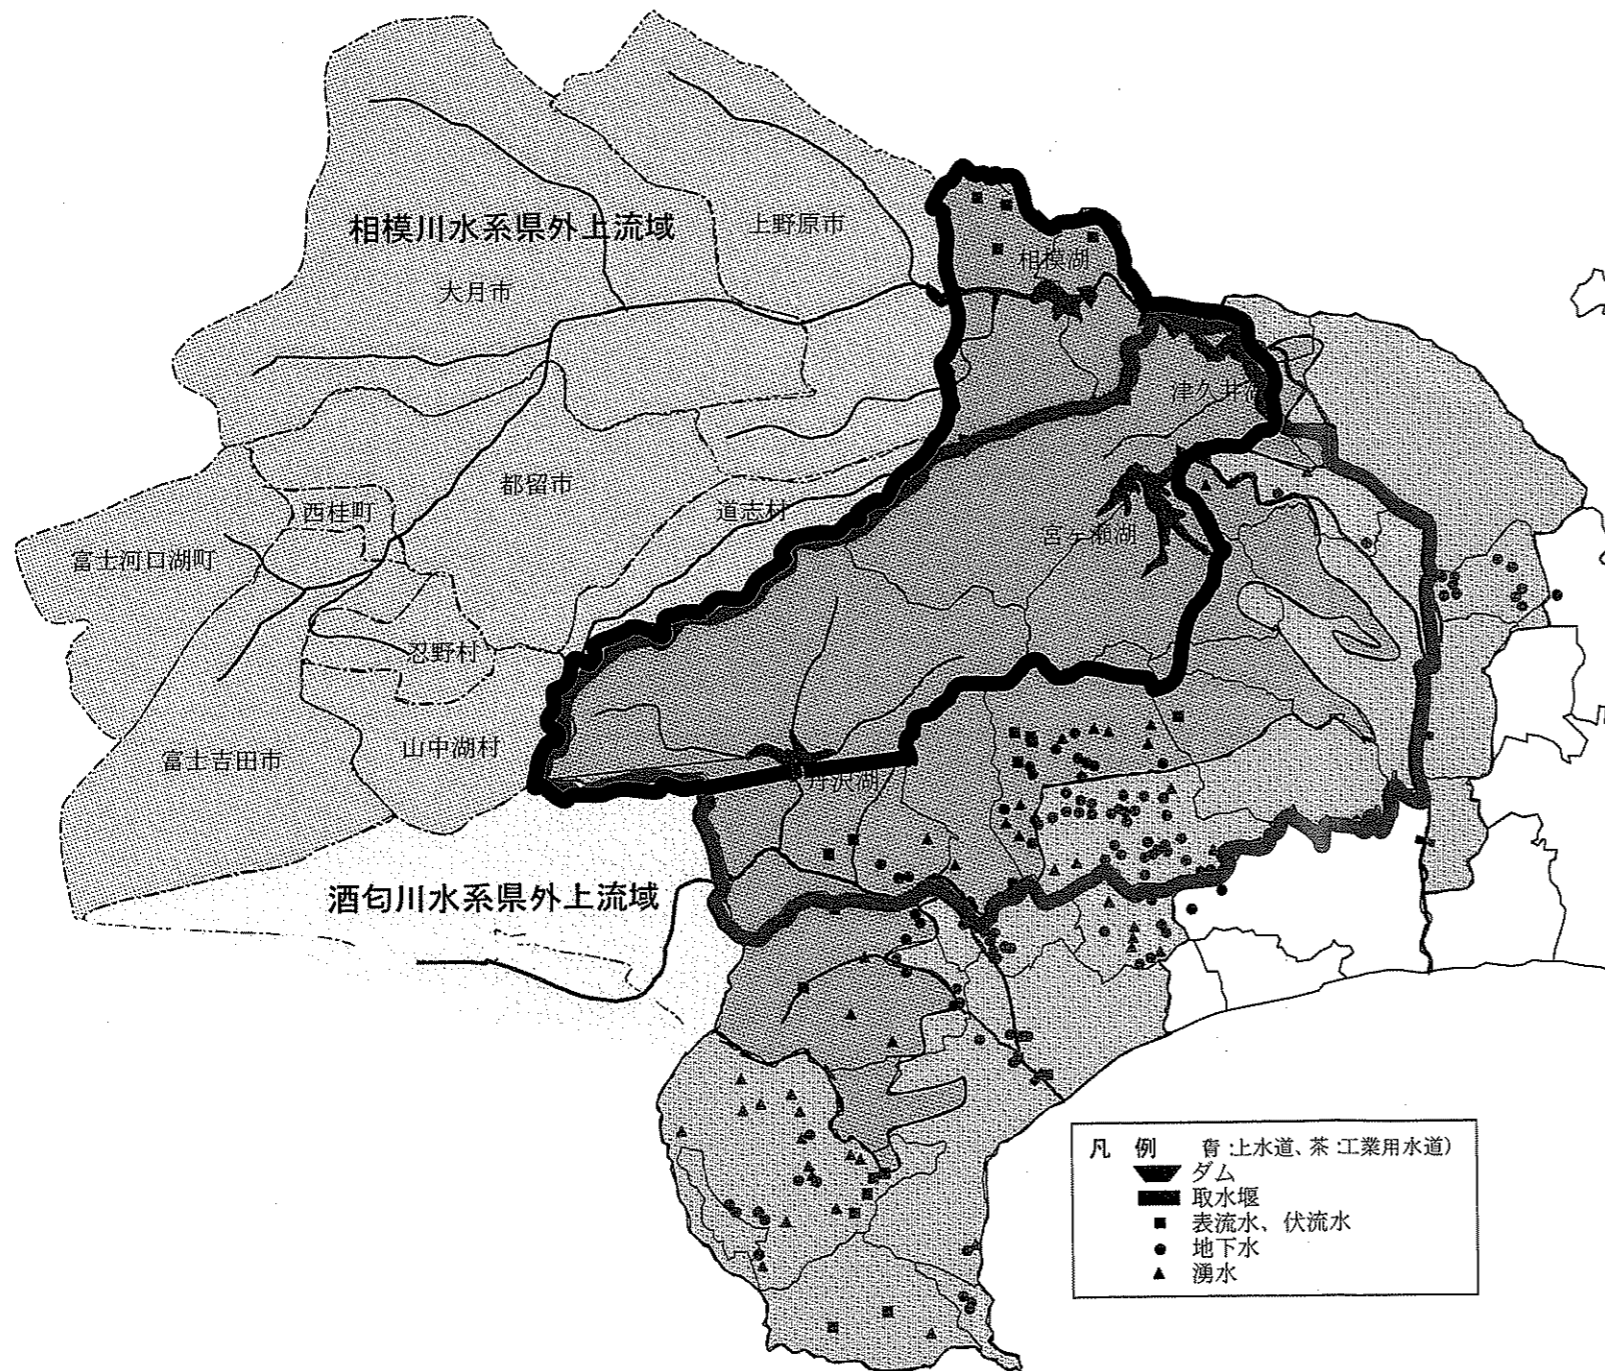 相模川水系県外上流域
上野原市
相模湖
大月市
津久井
都留市
西桂町
道志村
宮ヶ瀬湖
富士河口湖町
忍野村
山中湖村
富士吉田市
丹沢湖
酒匂川水系県外上流域
凡 例 青:上水道、茶:工業用水道)
ダム
取水堰
表流水、伏流水
地下水
湧水